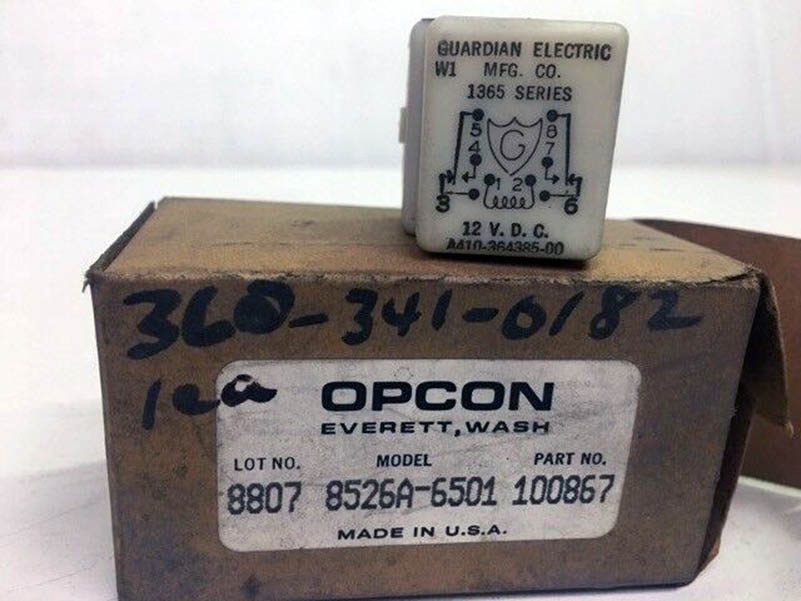 GUARDIAN ELECTRIC
W1 MFG. CO.
1365 SERIES
5 8
G
4 7
1 2
3 6
12 V. D. C.
A410-364385-00
360-341-0182
1ea
OPCON
EVERETT, WASH
LOT NO. MODEL PART NO.
8807 8526A-6501 100867
MADE IN U.S.A.